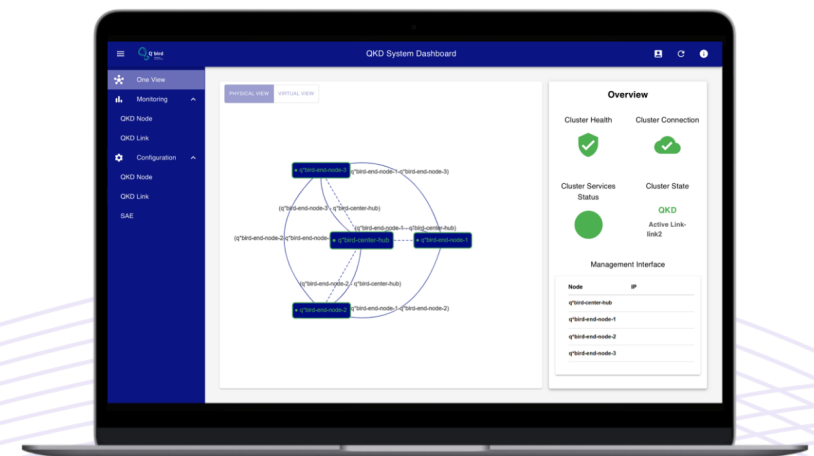 Q*bird
QKD System Dashboard
One View
Monitoring
QKD Node
QKD Link
Configuration
QKD Node
QKD Link
SAE
PHYSICAL VIEW
VIRTUAL VIEW
q*bird-end-node-3
(q*bird-end-node-1-q*bird-end-node-3)
(q*bird-end-node-3 - q*bird-center-hub)
(q*bird-end-node-1 - q*bird-center-hub)
(q*bird-end-node-2-q*bird-end-node-
q*bird-center-hub
q*bird-end-node-1
(q*bird-end-node-2 - q*bird-center-hub)
q*bird-end-node-2
(q*bird-end-node-1-q*bird-end-node-2)
Overview
Cluster Health
Cluster Connection
Cluster Services
Status
Cluster State
QKD
Active Link-
link2
Management Interface
Node IP
q*bird-center-hub
q*bird-end-node-1
q*bird-end-node-2
q*bird-end-node-3